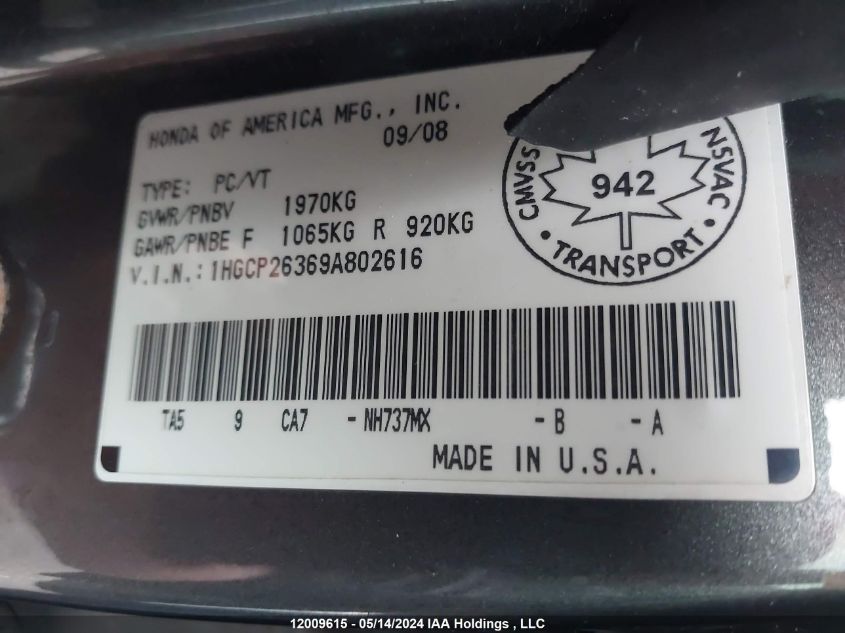 HONDA OF AMERICA MFG., INC.
09/08
TYPE: PC/VT
GVWR/PNBV 1970KG
GAWR/PNBE F 1065KG R 920KG
V.I.N.: 1HGCP26369A802616
CMVSS
942
NSVAC
· TRANSPORT ·
TA5 9 CA7 - NH737MX - B - A
MADE IN U.S.A.
12009615 - 05/14/2024 IAA Holdings , LLC